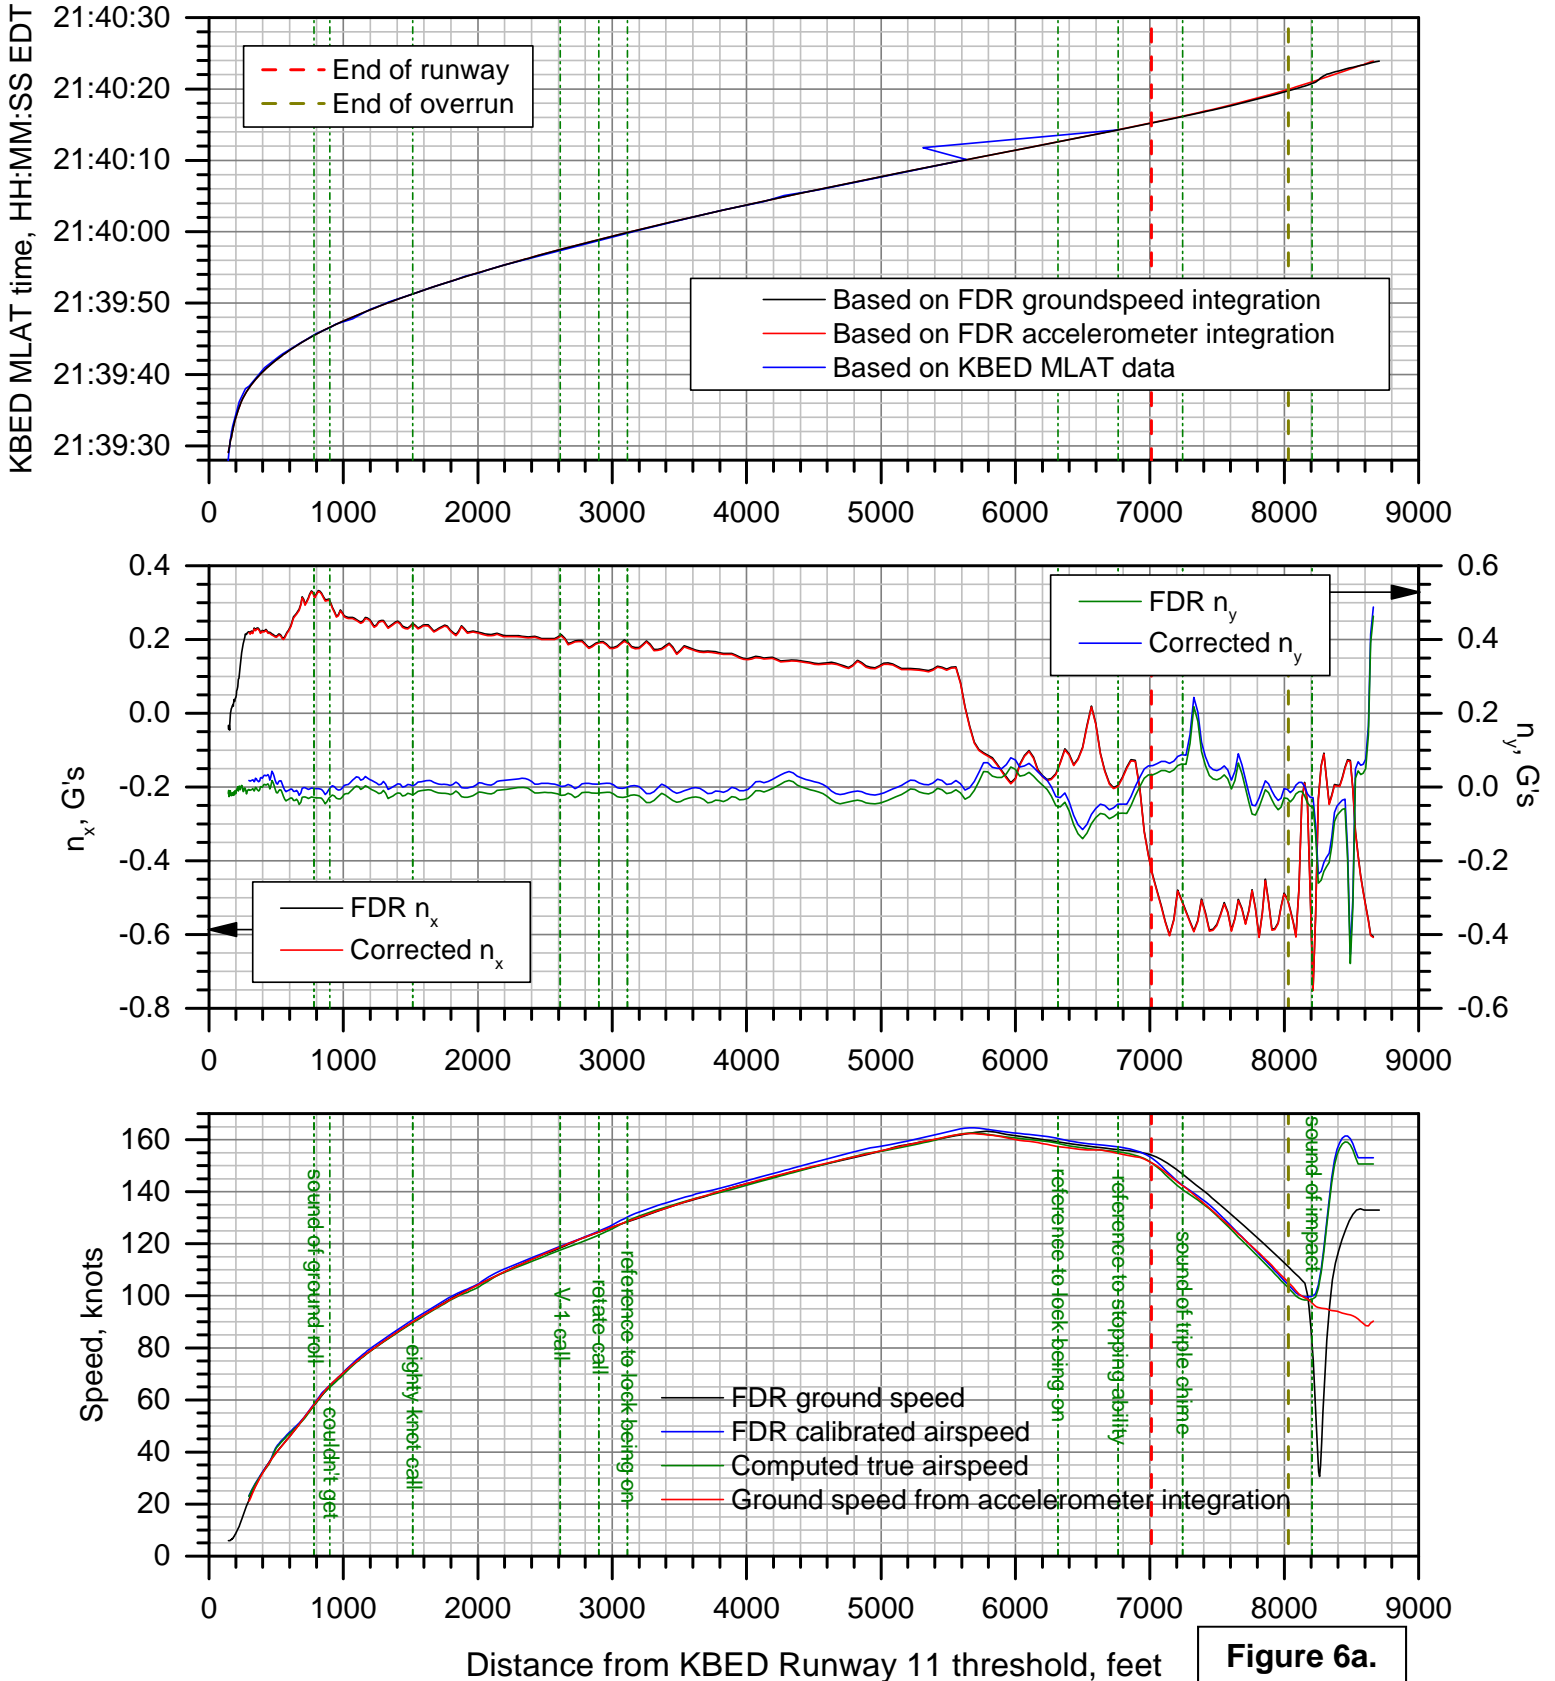 KBED MLAT time, HH:MM:SS EDT
21:40:30
21:40:20
21:40:10
21:40:00
21:39:50
21:39:40
21:39:30
End of runway
End of overrun
Based on FDR groundspeed integration
Based on FDR accelerometer integration
Based on KBED MLAT data
0 1000 2000 3000 4000 5000 6000 7000 8000 9000
n_x, G's
0.4
0.2
0.0
-0.2
-0.4
-0.6
-0.8
FDR n_x
Corrected n_x
FDR n_y
Corrected n_y
0.6
0.4
0.2
0.0
-0.2
-0.4
-0.6
n_y, G's
0 1000 2000 3000 4000 5000 6000 7000 8000 9000
Speed, knots
160
140
120
100
80
60
40
20
0
sound of ground roll
couldn't get
eighty knot call
V 1 call
rotate call
reference to lock being on
reference to lock being on
reference to stopping ability
sound of triple chime
sound of impact
FDR ground speed
FDR calibrated airspeed
Computed true airspeed
Ground speed from accelerometer integration
0 1000 2000 3000 4000 5000 6000 7000 8000 9000
Distance from KBED Runway 11 threshold, feet
Figure 6a.